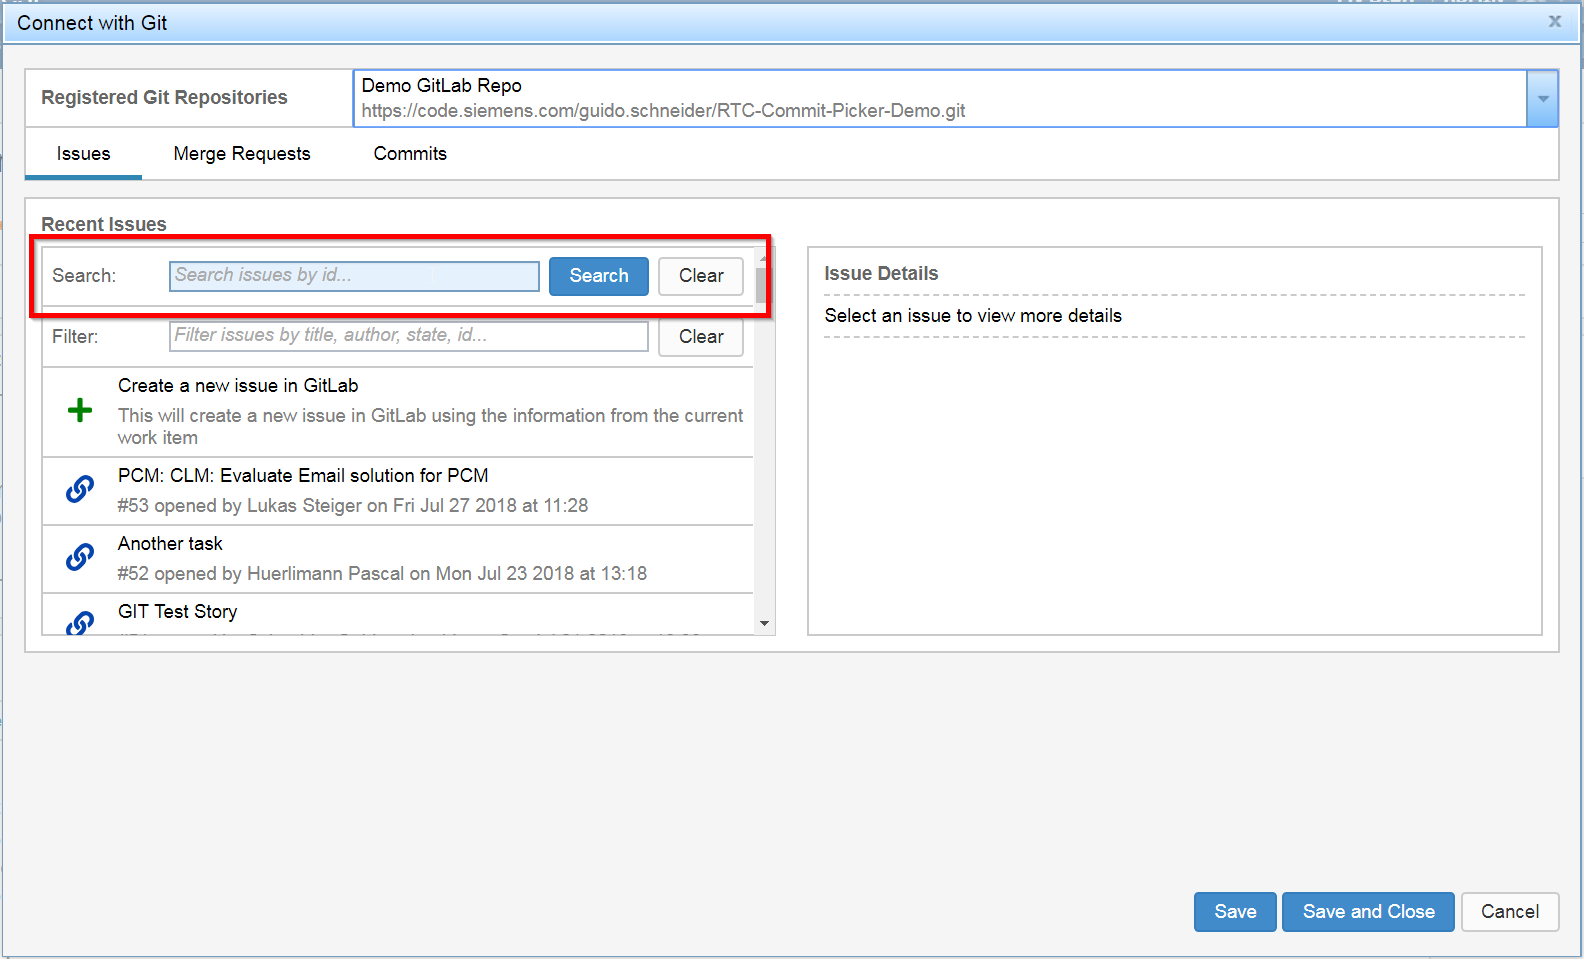 Connect with Git
x
Registered Git Repositories
Demo GitLab Repo
https://code.siemens.com/guido.schneider/RTC-Commit-Picker-Demo.git
Issues
Merge Requests
Commits
Recent Issues
Search:
Search issues by id...
Search
Clear
Filter:
Filter issues by title, author, state, id...
Clear
Create a new issue in GitLab
This will create a new issue in GitLab using the information from the current
work item
PCM: CLM: Evaluate Email solution for PCM
#53 opened by Lukas Steiger on Fri Jul 27 2018 at 11:28
Another task
#52 opened by Huerlimann Pascal on Mon Jul 23 2018 at 13:18
GIT Test Story
Issue Details
Select an issue to view more details
Save
Save and Close
Cancel